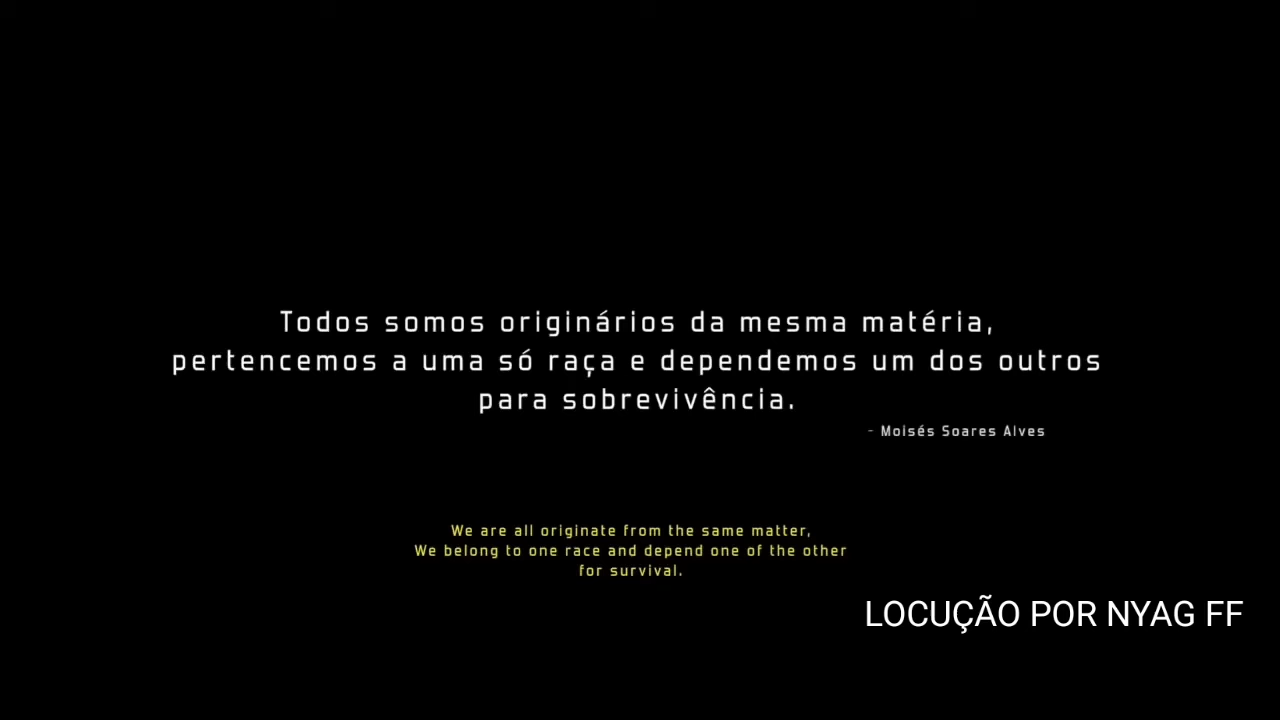 Todos somos originários da mesma matéria,
pertencemos a uma só raça e dependemos um dos outros
para sobrevivência.
- Moisés Soares Alves
We are all originate from the same matter,
We belong to one race and depend one of the other
for survival.
LOCUÇÃO POR NYAG FF